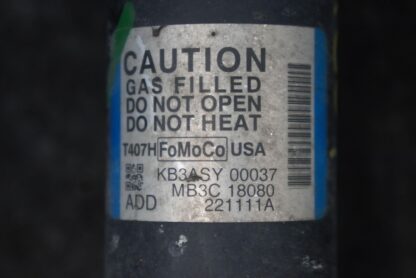 CAUTION
GAS FILLED
DO NOT OPEN
DO NOT HEAT
T407H FoMoCo USA
KB3ASY 00037
MB3C 18080
ADD 221111A